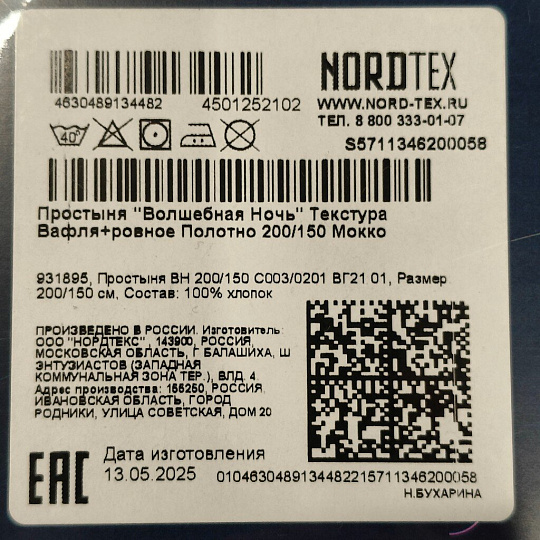 NORDTEX
4630489134482 4501252102
WWW.NORD-TEX.RU
ТЕЛ. 8 800 333-01-07
40°
S5711346200058
Простыня "Волшебная Ночь" Текстура
Вафля+ровное Полотно 200/150 Мокко
931895, Простыня ВН 200/150 С003/0201 ВГ21 01, Размер
200/150 см, Состав: 100% хлопок
ПРОИЗВЕДЕНО В РОССИИ. Изготовитель:
ООО "НОРДТЕКС", 143900, РОССИЯ,
МОСКОВСКАЯ ОБЛАСТЬ, Г. БАЛАШИХА, Ш
ЭНТУЗИАСТОВ (ЗАПАДНАЯ
КОММУНАЛЬНАЯ ЗОНА ТЕР.), ВЛД. 4
Адрес производства: 155250, РОССИЯ,
ИВАНОВСКАЯ ОБЛАСТЬ, ГОРОД
РОДНИКИ, УЛИЦА СОВЕТСКАЯ, ДОМ 20
EAC
Дата изготовления
13.05.2025
0104630489134482215711346200058
Н.БУХАРИНА